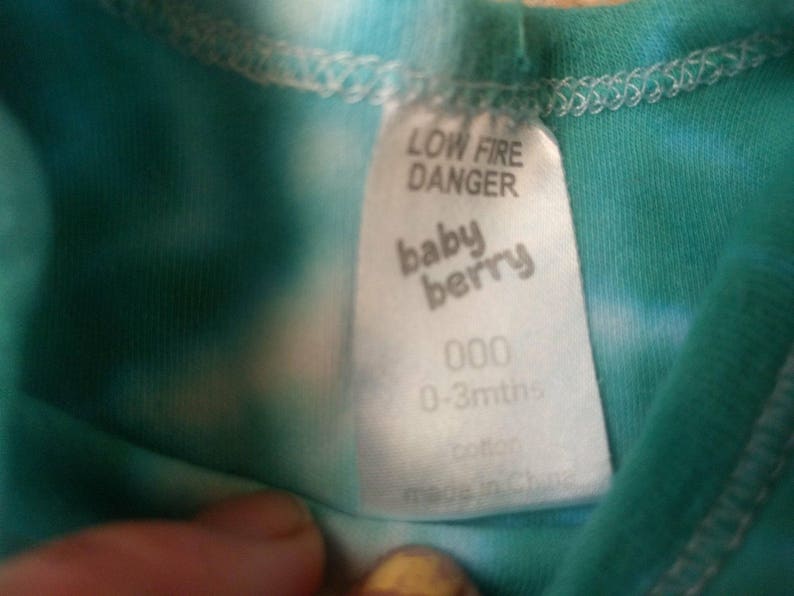 LOW FIRE
DANGER
baby
berry
000
0-3mths
cotton
made in China